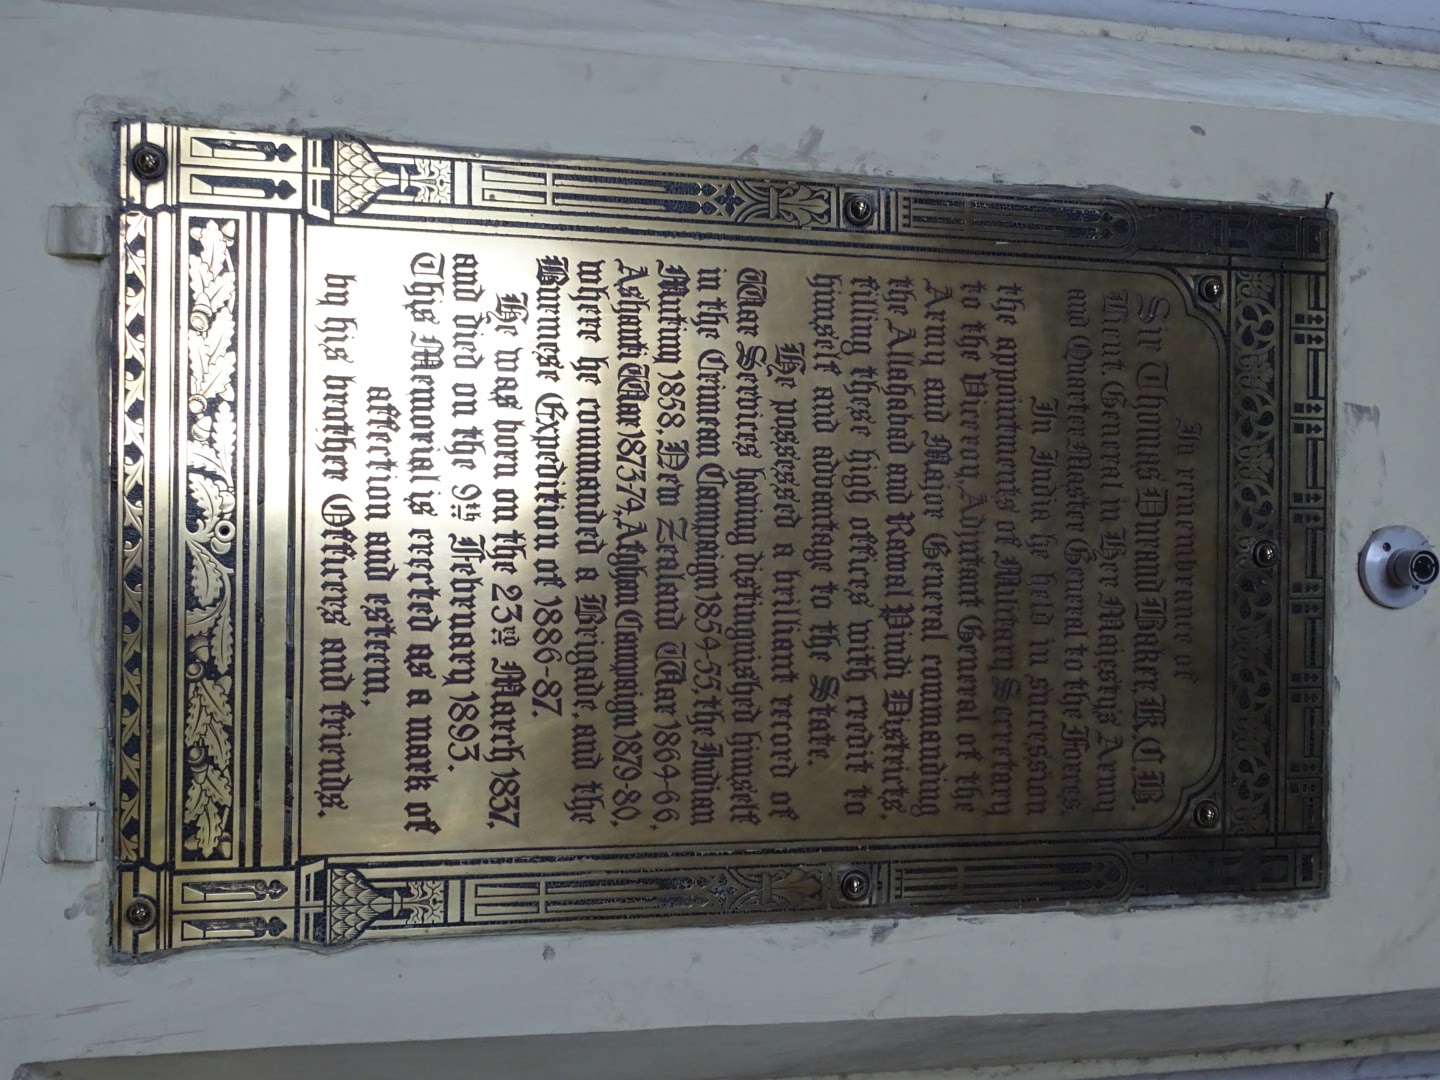 In remembrance of
Sir Thomas Durand Baker, K.C.B.
Lieut. General in Her Majesty's Army
and Quarter Master General to the Forces.
In India he held in succession
the appointments of Military Secretary
to the Viceroy, Adjutant General of the
Army and Major General commanding
the Allahabad and Rawal Pindi Districts,
filling these high offices with credit to
himself and advantage to the State.
He possessed a brilliant record of
War Services having distinguished himself
in the Crimean Campaign 1854-55, the Indian
Mutiny 1858, New Zealand War 1864-66,
Ashanti War 1873-74, Afghan Campaign 1879-80,
where he commanded a Brigade, and the
Burmese Expedition of 1886-87.
He was born on the 23rd March 1837,
and died on the 9th February 1893.
This Memorial is erected as a mark of
affection and esteem,
by his brother Officers and friends.